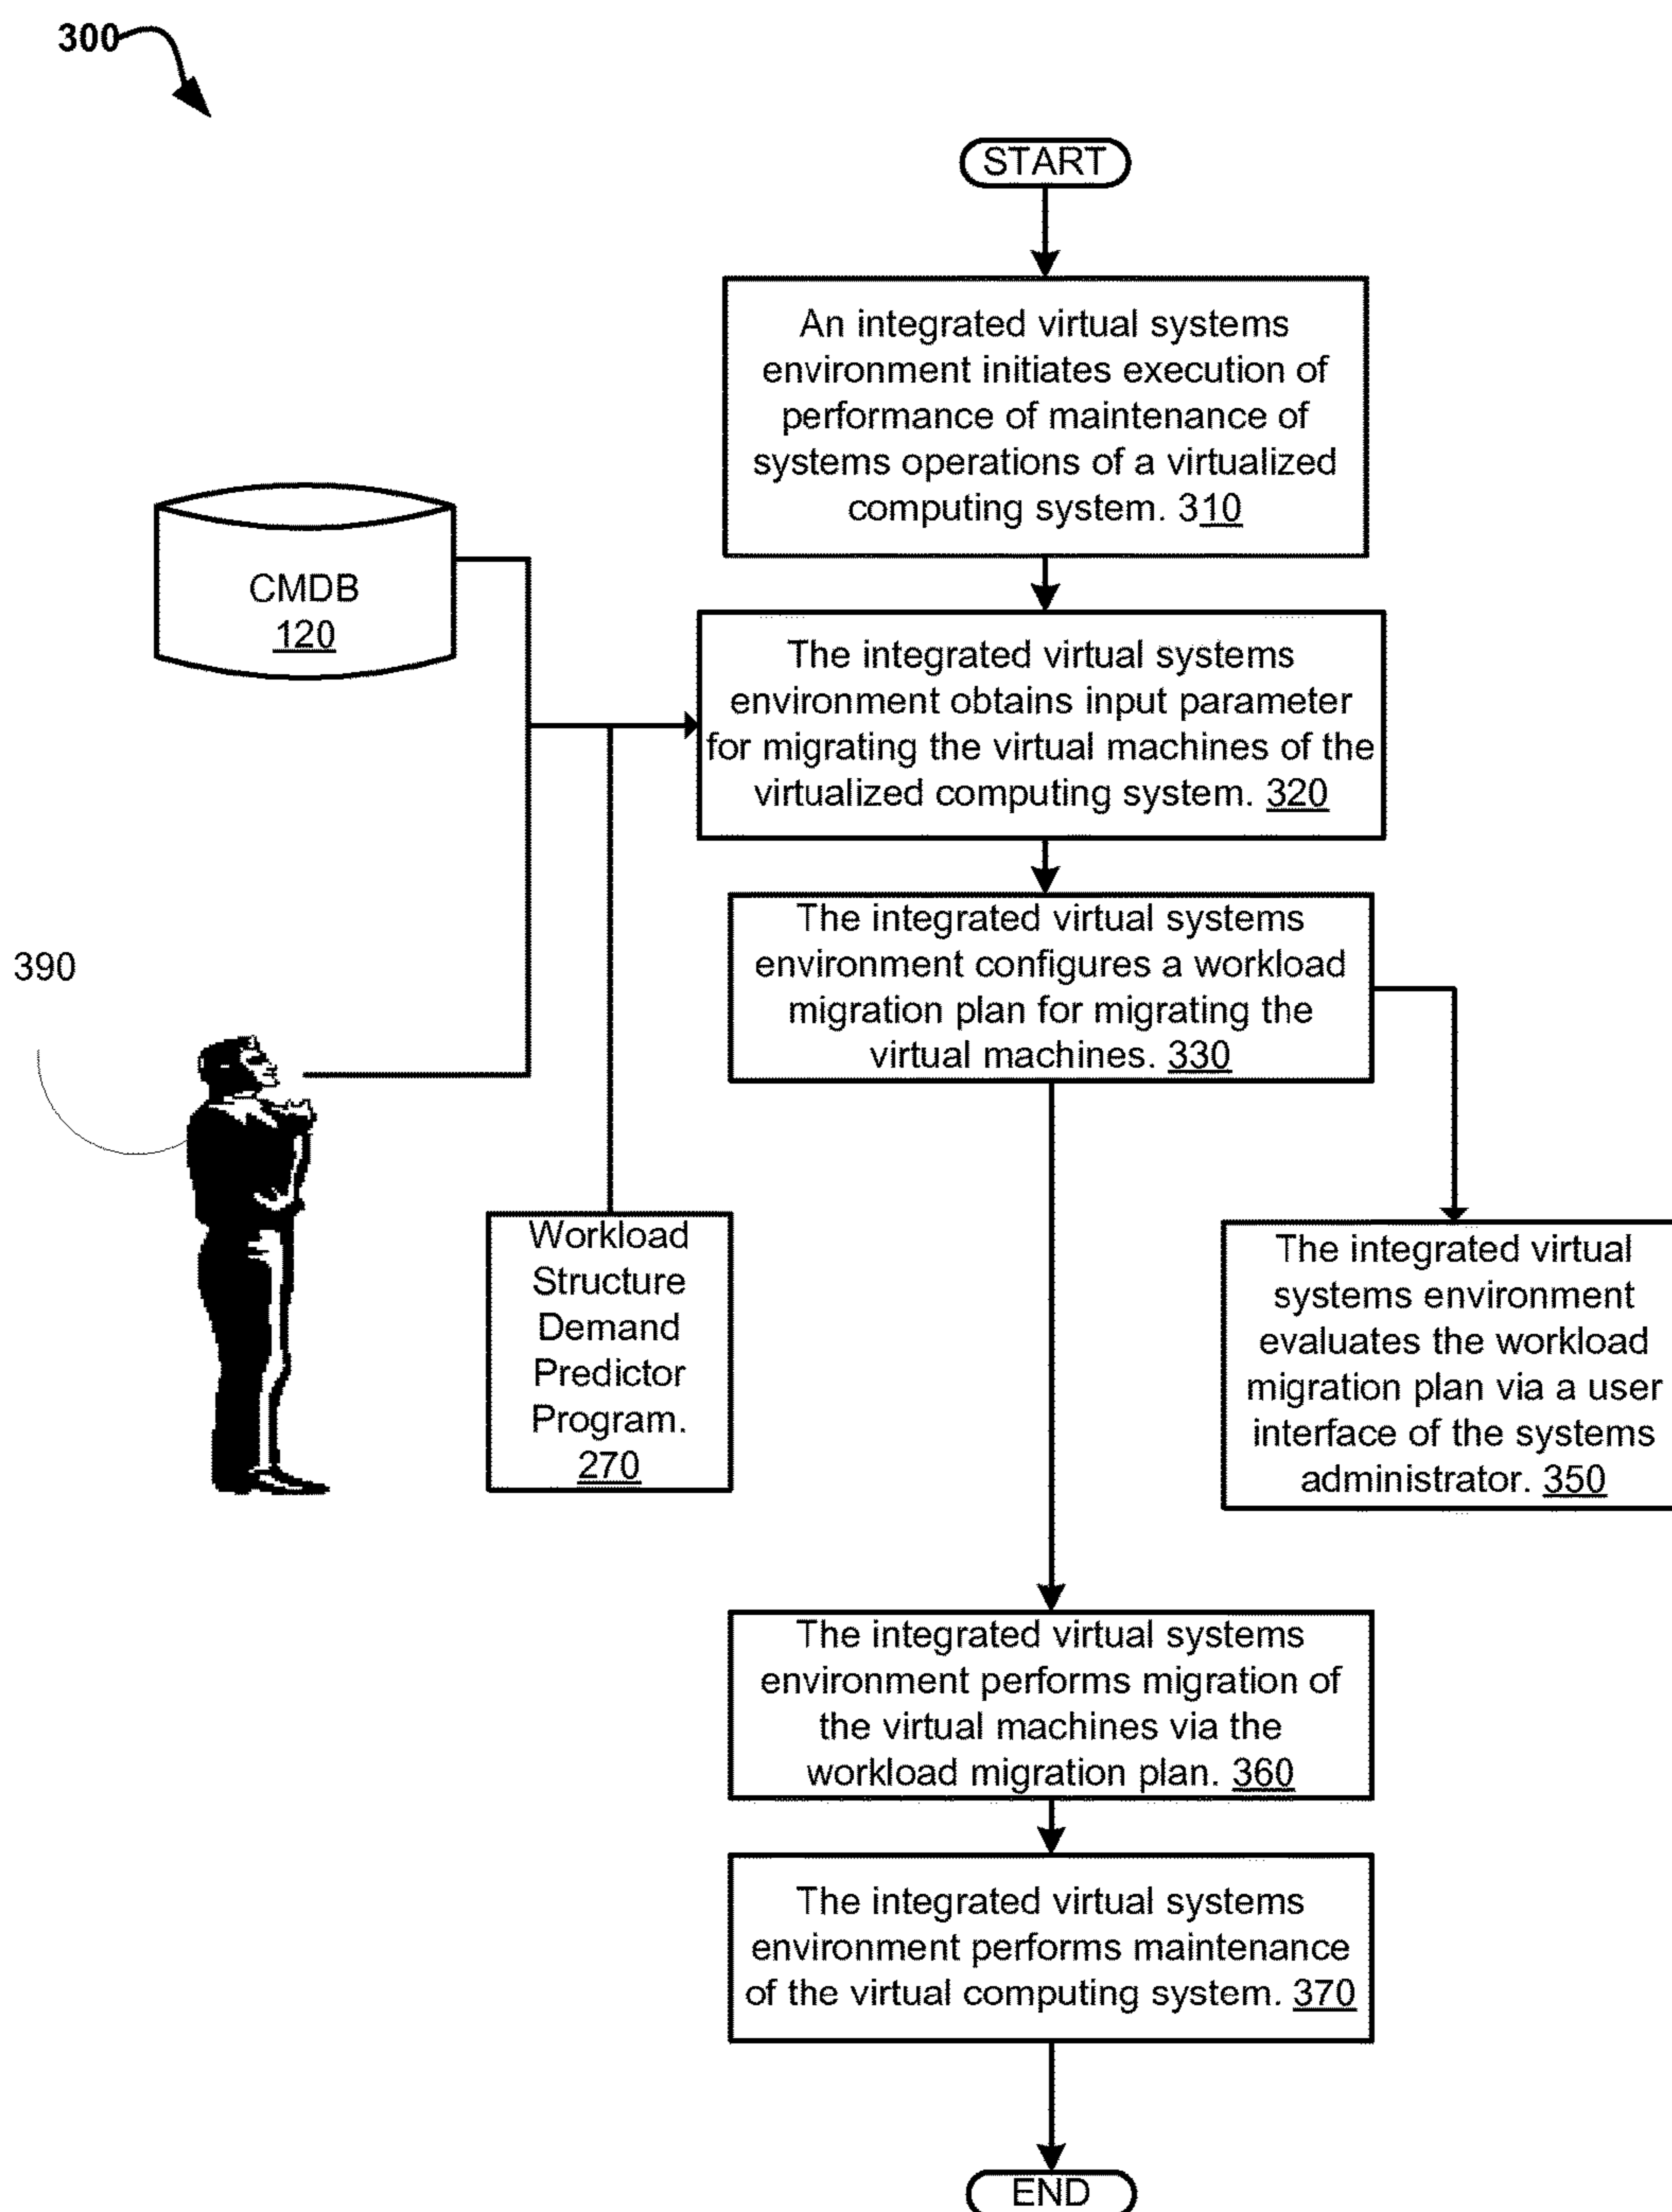 300
START
An integrated virtual systems
environment initiates execution of
performance of maintenance of
systems operations of a virtualized
computing system. 310
CMDB
120
The integrated virtual systems
environment obtains input parameter
for migrating the virtual machines of the
virtualized computing system. 320
The integrated virtual systems
environment configures a workload
migration plan for migrating the
virtual machines. 330
390
Workload
Structure
Demand
Predictor
Program.
270
The integrated virtual
systems environment
evaluates the workload
migration plan via a user
interface of the systems
administrator. 350
The integrated virtual systems
environment performs migration of
the virtual machines via the
workload migration plan. 360
The integrated virtual systems
environment performs maintenance
of the virtual computing system. 370
END